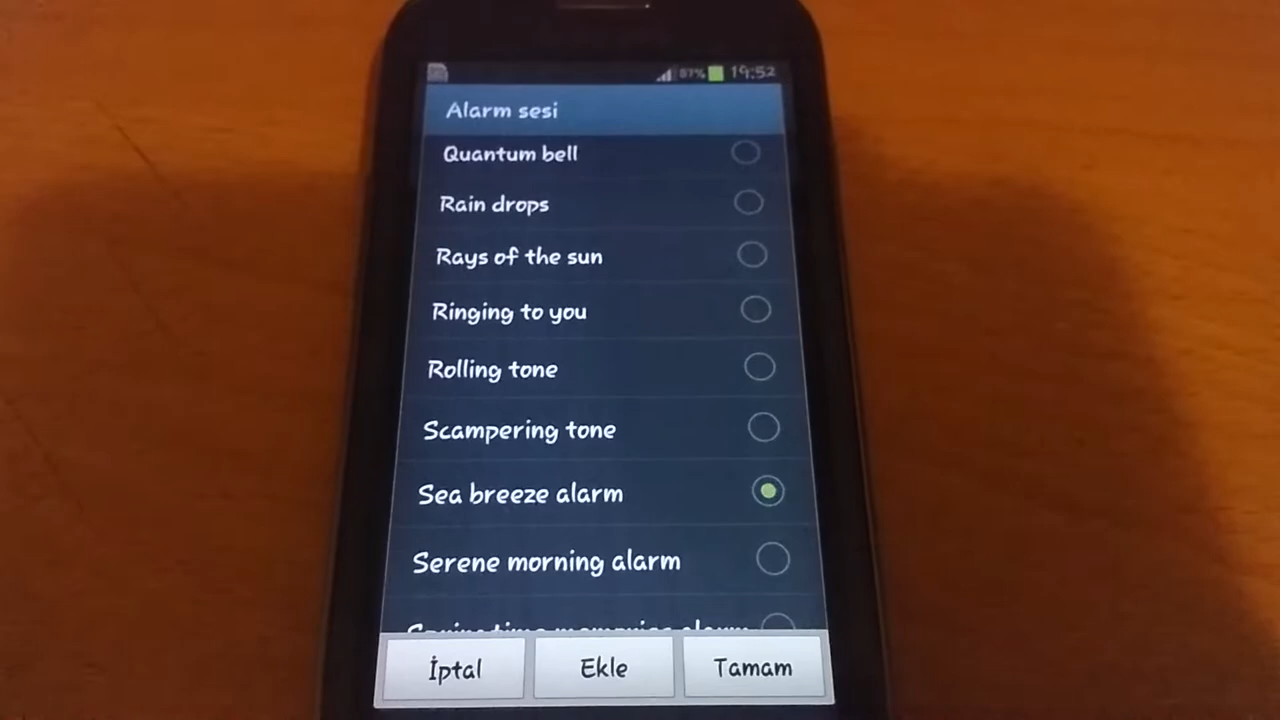 87% 19:52
Alarm sesi
Quantum bell
Rain drops
Rays of the sun
Ringing to you
Rolling tone
Scampering tone
Sea breeze alarm
Serene morning alarm
İptal Ekle Tamam